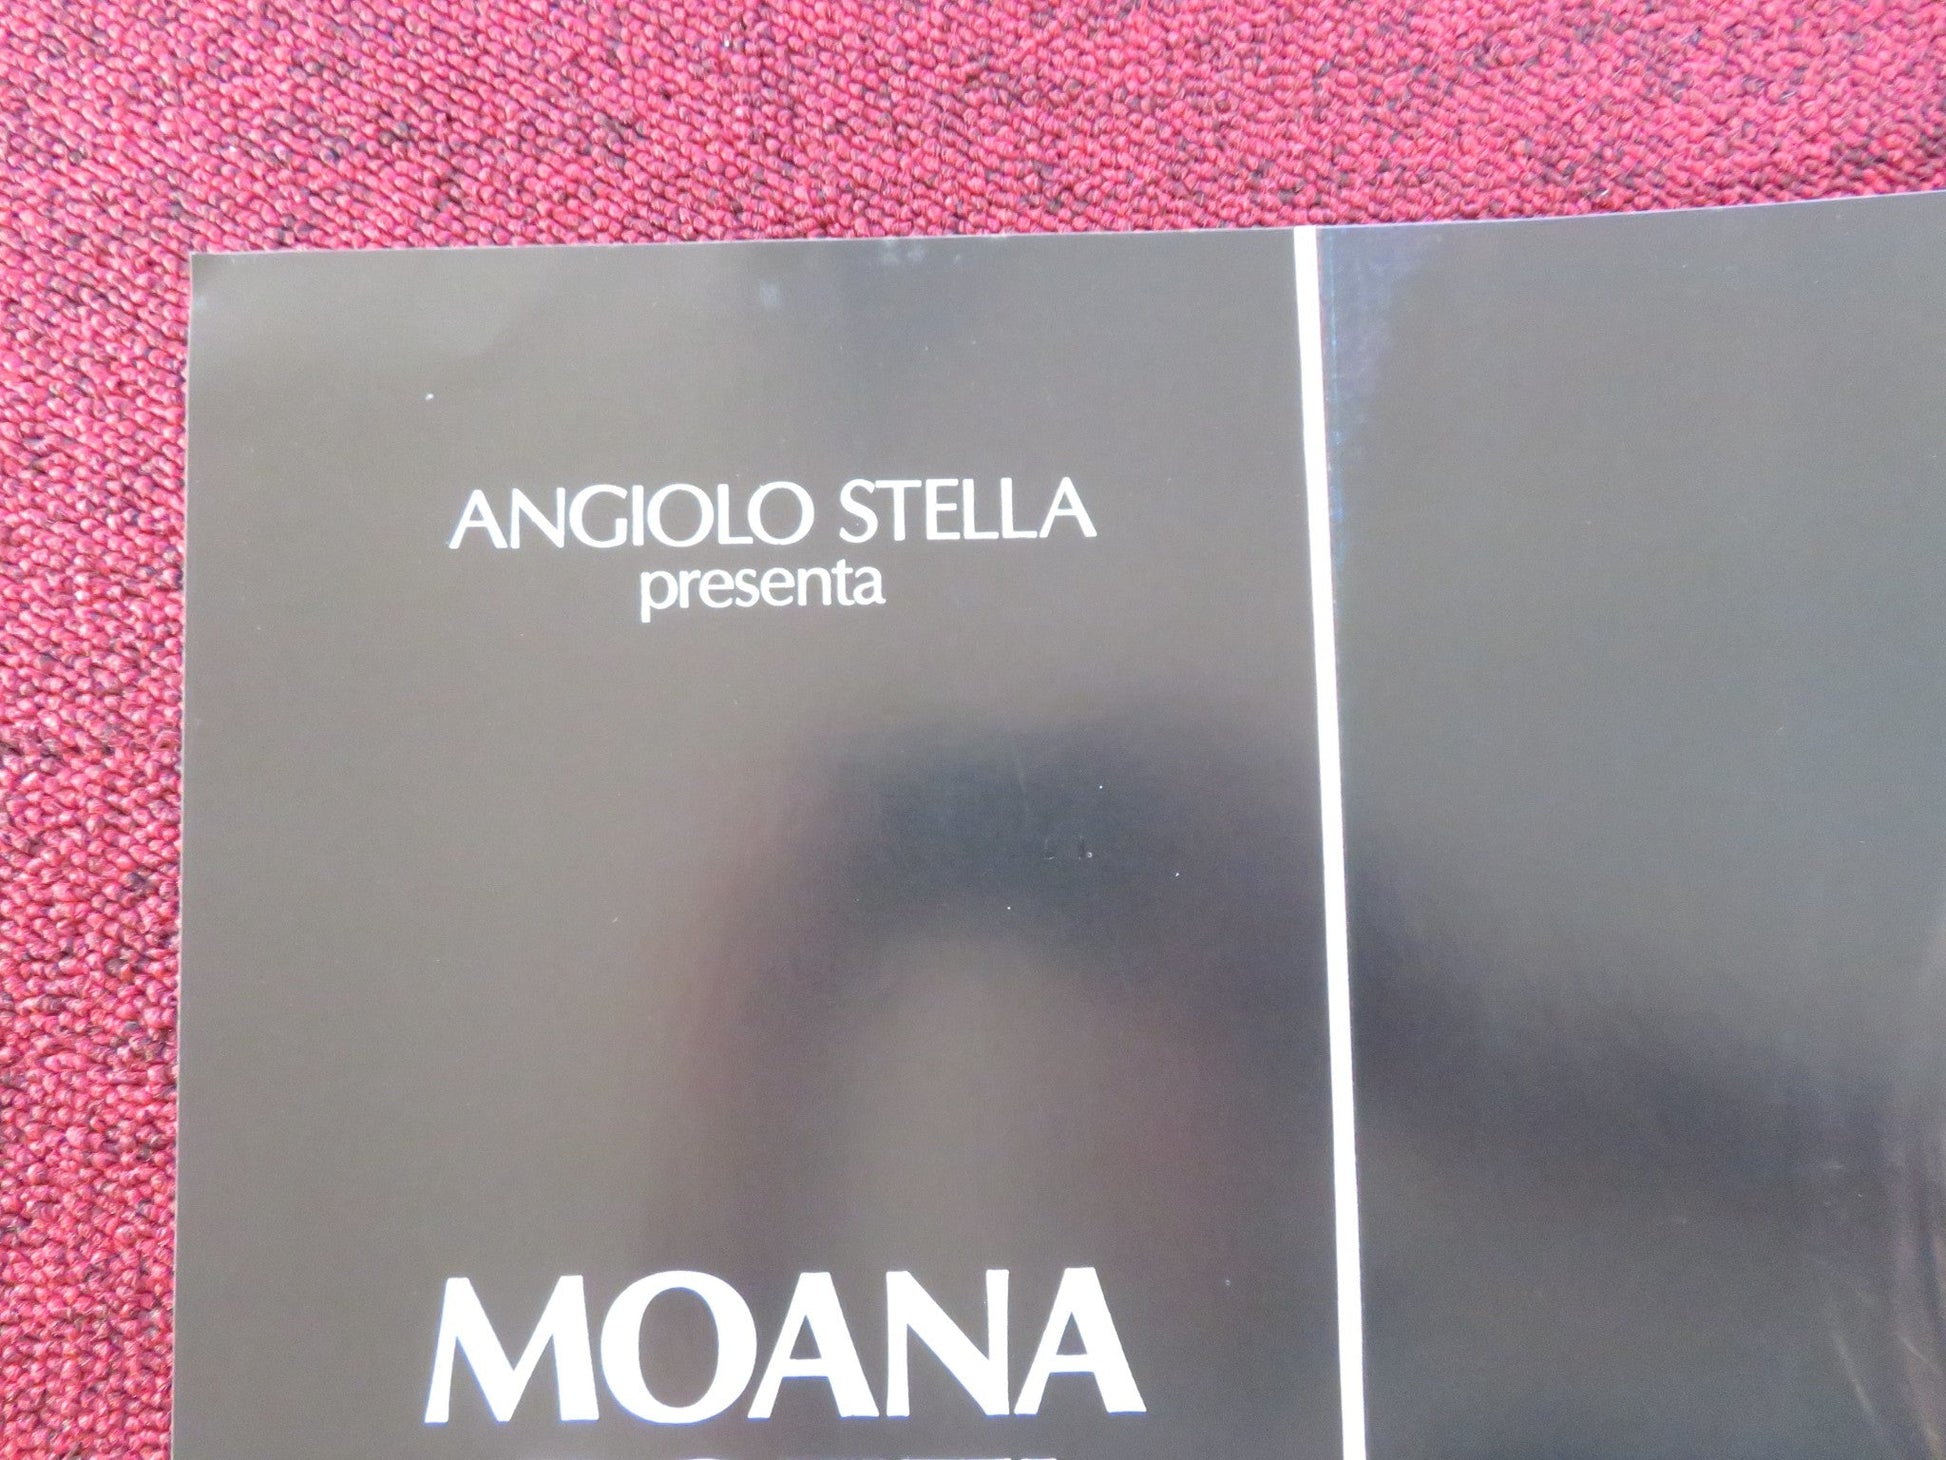 ANGIOLO STELLA
presenta
MOANA